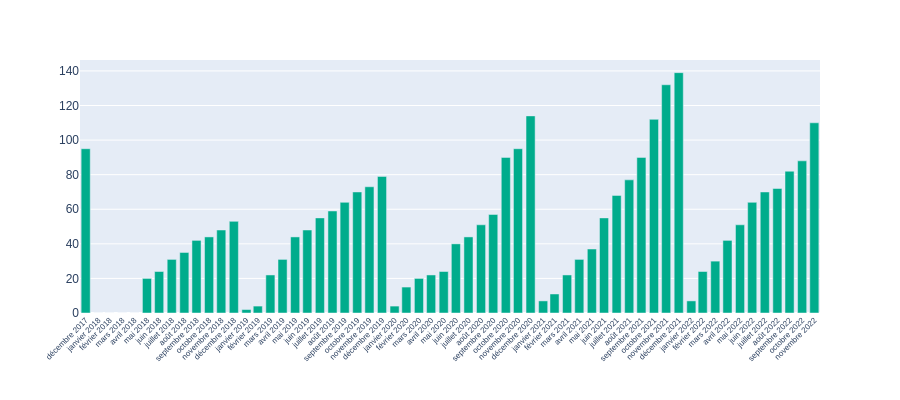 140
120
100
80
60
40
20
0
décembre 2017
janvier 2018
février 2018
mars 2018
avril 2018
mai 2018
juin 2018
juillet 2018
août 2018
septembre 2018
octobre 2018
novembre 2018
décembre 2018
janvier 2019
février 2019
mars 2019
avril 2019
mai 2019
juin 2019
juillet 2019
août 2019
septembre 2019
octobre 2019
novembre 2019
décembre 2019
janvier 2020
février 2020
mars 2020
avril 2020
mai 2020
juin 2020
juillet 2020
août 2020
septembre 2020
octobre 2020
novembre 2020
décembre 2020
janvier 2021
février 2021
mars 2021
avril 2021
mai 2021
juin 2021
juillet 2021
août 2021
septembre 2021
octobre 2021
novembre 2021
décembre 2021
janvier 2022
février 2022
mars 2022
avril 2022
mai 2022
juin 2022
juillet 2022
août 2022
septembre 2022
octobre 2022
novembre 2022